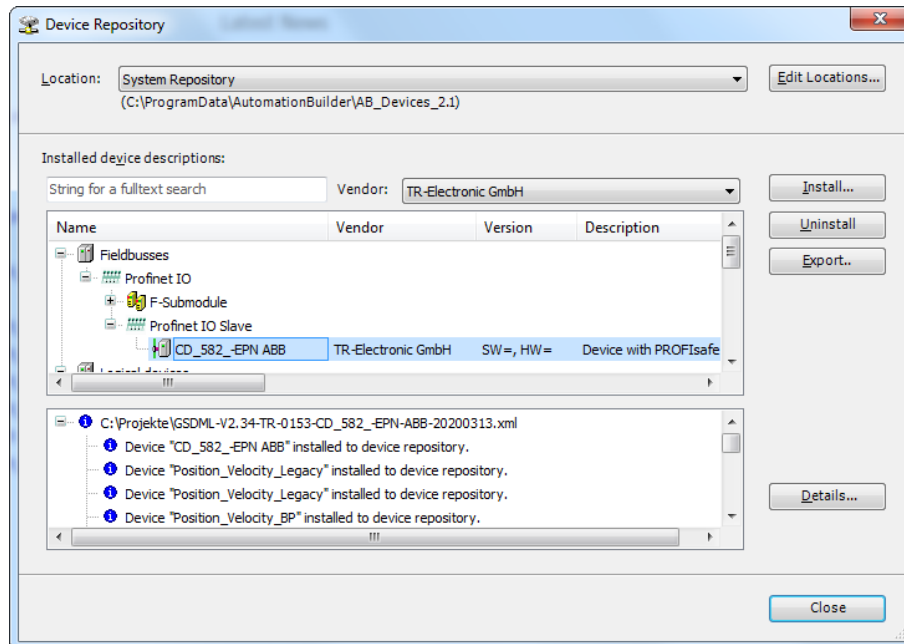 Device Repository
Latest News
Location:
System Repository
Edit Locations...
(C:\ProgramData\AutomationBuilder\AB_Devices_2.1)
Installed device descriptions:
String for a fulltext search
Vendor:
TR-Electronic GmbH
Install...
Name Vendor Version Description
Uninstall
Fieldbusses
Export..
Profinet IO
F-Submodule
Profinet IO Slave
CD_582_-EPN ABB TR-Electronic GmbH SW=, HW= Device with PROFIsafe
Logical devices
C:\Projekte\GSDML-V2.34-TR-0153-CD_582_-EPN-ABB-20200313.xml
Device "CD_582_-EPN ABB" installed to device repository.
Device "Position_Velocity_Legacy" installed to device repository.
Device "Position_Velocity_Legacy" installed to device repository.
Details...
Device "Position_Velocity_BP" installed to device repository.
Close